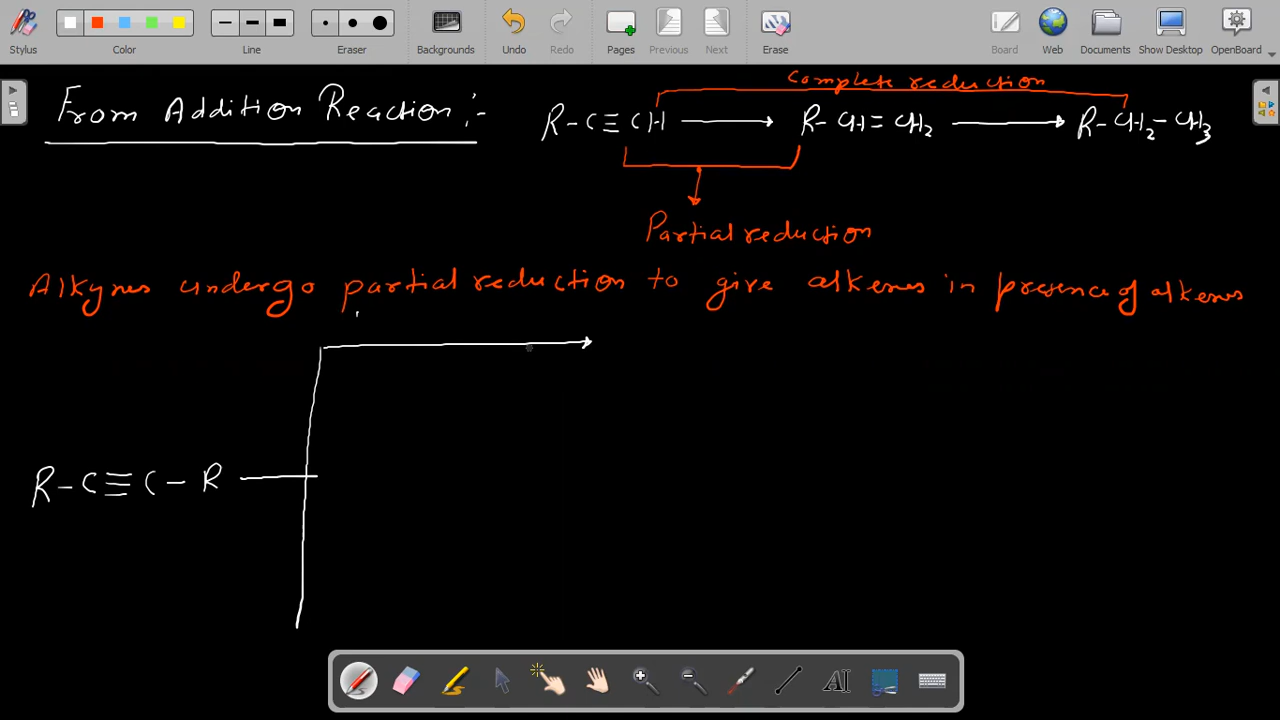 Stylus Color Line Eraser Backgrounds Undo Redo Pages Previous Next Erase Board Web Documents Show Desktop OpenBoard
Complete reduction
From Addition Reaction :-
R-C≡CH → R-CH=CH2 → R-CH2-CH3
Partial reduction
Alkynes undergo partial reduction to give alkenes in presence of alkenes
R-C≡C-R
AI